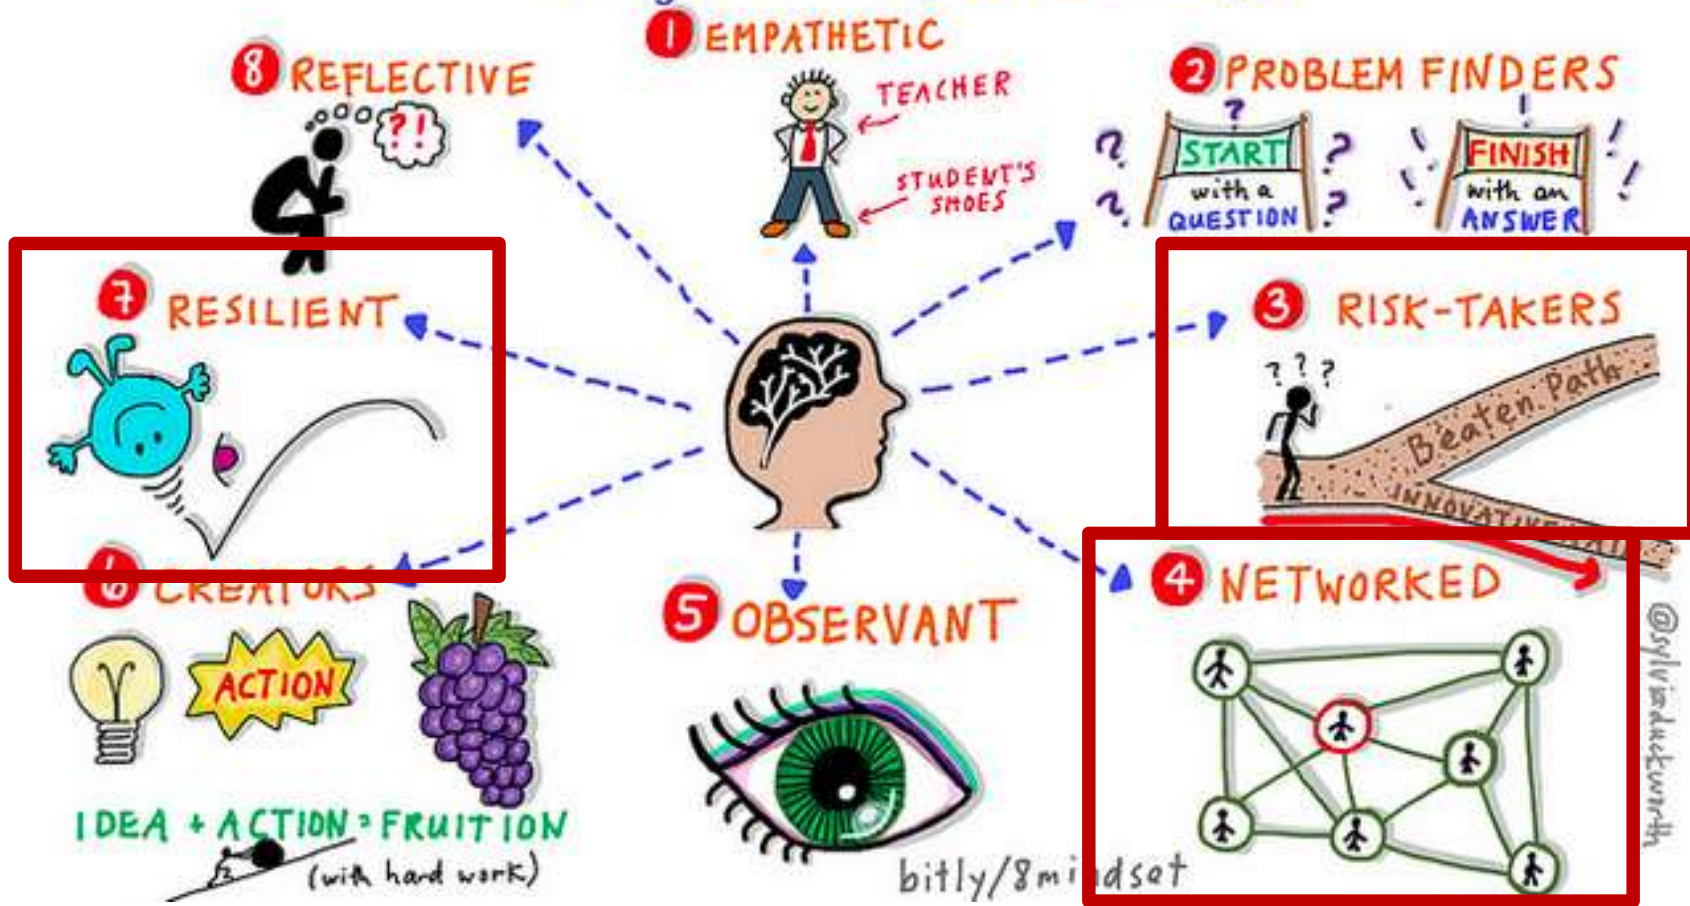 1 EMPATHETIC
TEACHER
STUDENT'S
SHOES
2 PROBLEM FINDERS
? ? ? ? ?
START
with a
QUESTION
! ! ! ! !
FINISH
with an
ANSWER
3 RISK-TAKERS
? ? ?
Beaten Path
INNOVATIVE
4 NETWORKED
5 OBSERVANT
6 CREATORS
ACTION
IDEA + ACTION = FRUITION
(with hard work)
7 RESILIENT
8 REFLECTIVE
?!
bitly/8mindset
@sylviaduckworth